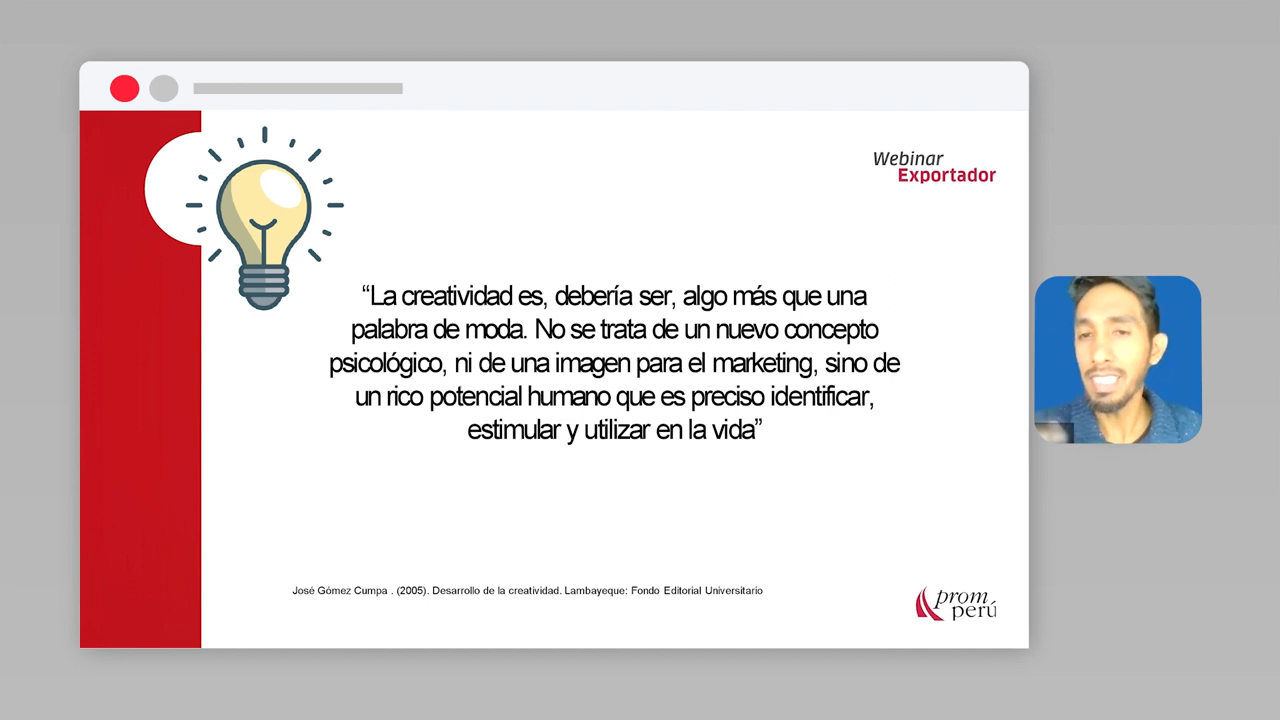 Webinar
Exportador
“La creatividad es, debería ser, algo más que una
palabra de moda. No se trata de un nuevo concepto
psicológico, ni de una imagen para el marketing, sino de
un rico potencial humano que es preciso identificar,
estimular y utilizar en la vida”
José Gómez Cumpa . (2005). Desarrollo de la creatividad. Lambayeque: Fondo Editorial Universitario
prom
perú